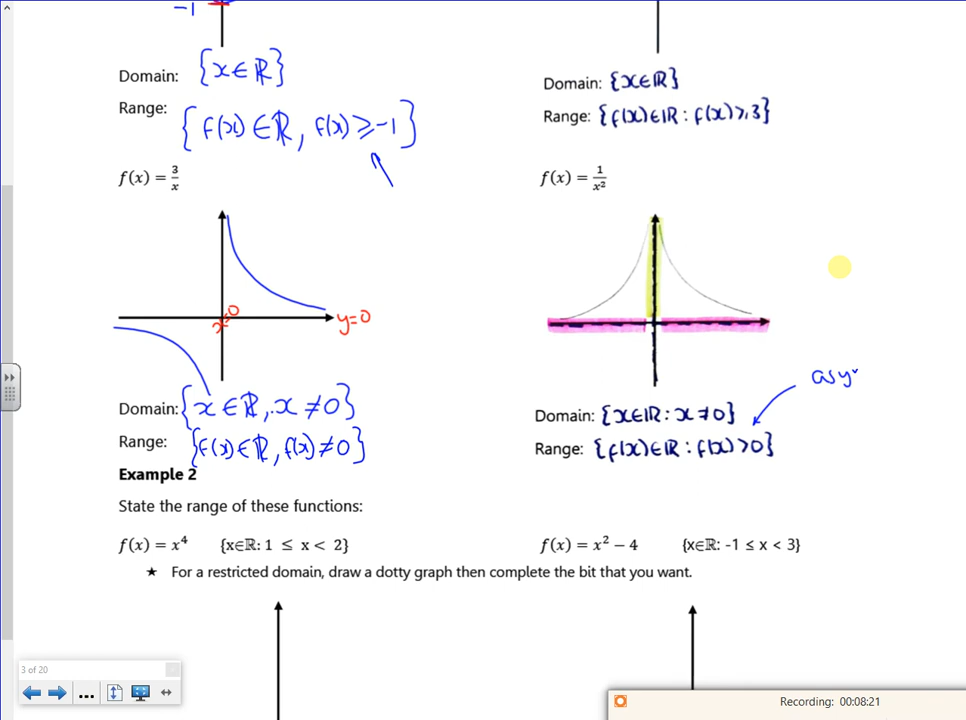 -1
Domain: {x∈ℝ}
Range: {f(x)∈ℝ, f(x)≥-1}
Domain: {x∈ℝ}
Range: {f(x)∈ℝ: f(x)≥3}
f(x) = 3/x
f(x) = 1/x²
x=0
y=0
Domain: {x∈ℝ, x≠0}
Range: {f(x)∈ℝ, f(x)≠0}
asy
Domain: {x∈ℝ: x≠0}
Range: {f(x)∈ℝ: f(x)>0}
Example 2
State the range of these functions:
f(x) = x⁴ {x∈ℝ: 1 ≤ x < 2}
f(x) = x² − 4 {x∈ℝ: -1 ≤ x < 3}
★ For a restricted domain, draw a dotty graph then complete the bit that you want.
3 of 20
Recording: 00:08:21